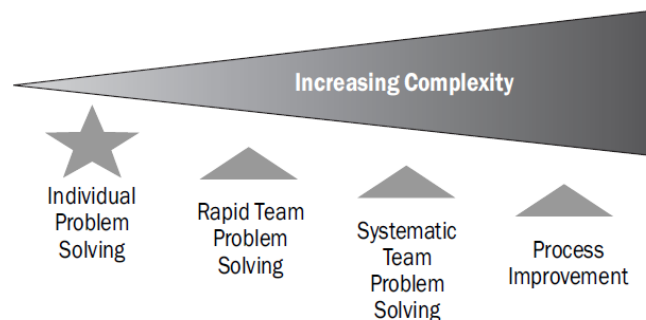 Increasing Complexity
Individual
Problem
Solving
Rapid Team
Problem
Solving
Systematic
Team
Problem
Solving
Process
Improvement